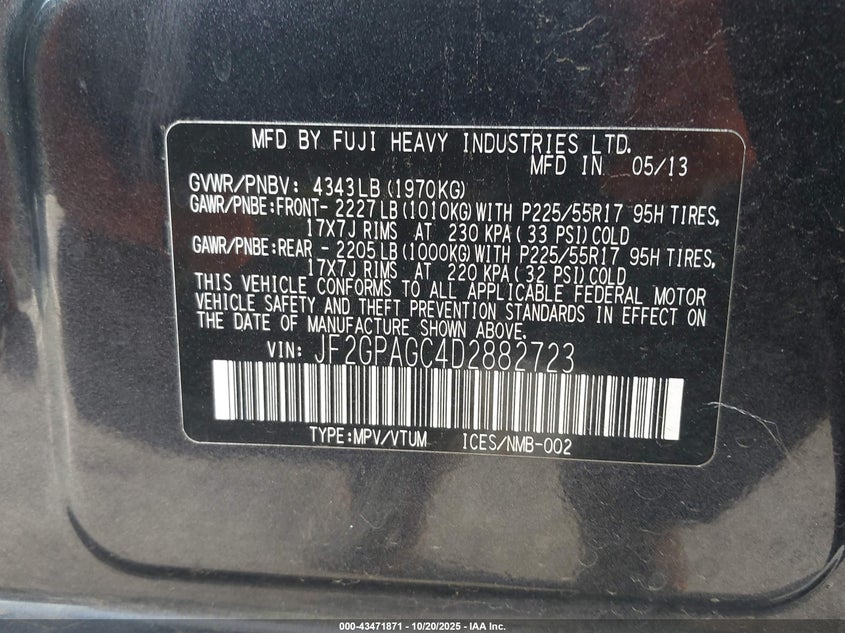 MFD BY FUJI HEAVY INDUSTRIES LTD.
MFD IN 05/13
GVWR/PNBV: 4343LB (1970KG)
GAWR/PNBE:FRONT- 2227LB (1010KG) WITH P225/55R17 95H TIRES,
17X7J RIMS AT 230 KPA ( 33 PSI) COLD
GAWR/PNBE:REAR - 2205LB (1000KG) WITH P225/55R17 95H TIRES,
17X7J RIMS AT 220 KPA ( 32 PSI) COLD
THIS VEHICLE CONFORMS TO ALL APPLICABLE FEDERAL MOTOR
VEHICLE SAFETY AND THEFT PREVENTION STANDARDS IN EFFECT ON
THE DATE OF MANUFACTURE SHOWN ABOVE.
VIN: JF2GPAGC4D2882723
TYPE:MPV/VTUM ICES/NMB-002
000-43471871 - 10/20/2025 - IAA Inc.